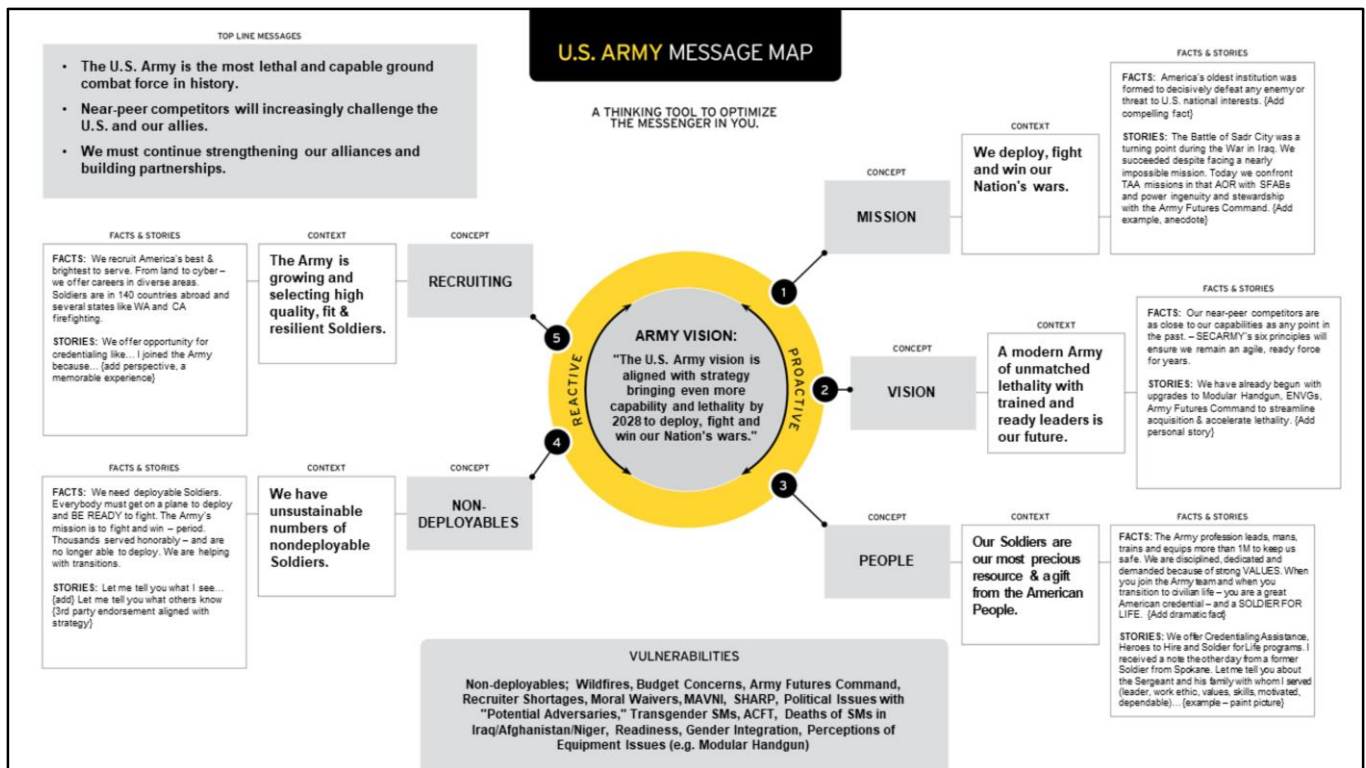 TOP LINE MESSAGES
• The U.S. Army is the most lethal and capable ground
combat force in history.
• Near-peer competitors will increasingly challenge the
U.S. and our allies.
• We must continue strengthening our alliances and
building partnerships.
U.S. ARMY MESSAGE MAP
A THINKING TOOL TO OPTIMIZE
THE MESSENGER IN YOU.
ARMY VISION:
"The U.S. Army vision is
aligned with strategy
bringing even more
capability and lethality by
2028 to deploy, fight and
win our Nation's wars."
REACTIVE
PROACTIVE
1
CONCEPT
MISSION
CONTEXT
We deploy, fight
and win our
Nation's wars.
FACTS & STORIES
FACTS: America's oldest institution was
formed to decisively defeat any enemy or
threat to U.S. national interests. {Add
compelling fact}
STORIES: The Battle of Sadr City was a
turning point during the War in Iraq. We
succeeded despite facing a nearly
impossible mission. Today we confront
TAA missions in that AOR with SFABs
and power ingenuity and stewardship
with the Army Futures Command. {Add
example, anecdote}
2
CONCEPT
VISION
CONTEXT
A modern Army
of unmatched
lethality with
trained and
ready leaders is
our future.
FACTS & STORIES
FACTS: Our near-peer competitors are
as close to our capabilities as any point in
the past. – SECARMY's six principles will
ensure we remain an agile, ready force
for years.
STORIES: We have already begun with
upgrades to Modular Handgun, ENVGs,
Army Futures Command to streamline
acquisition & accelerate lethality. {Add
personal story}
3
CONCEPT
PEOPLE
CONTEXT
Our Soldiers are
our most precious
resource & a gift
from the American
People.
FACTS & STORIES
FACTS: The Army profession leads, mans,
trains and equips more than 1M to keep us
safe. We are disciplined, dedicated and
demanded because of strong VALUES. When
you join the Army team and when you
transition to civilian life – you are a great
American credential – and a SOLDIER FOR
LIFE. {Add dramatic fact}
STORIES: We offer Credentialing Assistance,
Heroes to Hire and Soldier for Life programs. I
received a note the other day from a former
Soldier from Spokane. Let me tell you about
the Sergeant and his family with whom I served
(leader, work ethic, values, skills, motivated,
dependable)… {example – paint picture}
4
CONCEPT
NON-
DEPLOYABLES
CONTEXT
We have
unsustainable
numbers of
nondeployable
Soldiers.
FACTS & STORIES
FACTS: We need deployable Soldiers.
Everybody must get on a plane to deploy
and BE READY to fight. The Army's
mission is to fight and win – period.
Thousands served honorably – and are
no longer able to deploy. We are helping
with transitions.
STORIES: Let me tell you what I see…
{add} Let me tell you what others know
{3rd party endorsement aligned with
strategy}
5
CONCEPT
RECRUITING
CONTEXT
The Army is
growing and
selecting high
quality, fit &
resilient Soldiers.
FACTS & STORIES
FACTS: We recruit America's best &
brightest to serve. From land to cyber –
we offer careers in diverse areas.
Soldiers are in 140 countries abroad and
several states like WA and CA
firefighting.
STORIES: We offer opportunity for
credentialing like… I joined the Army
because… {add perspective, a
memorable experience}
VULNERABILITIES
Non-deployables; Wildfires, Budget Concerns, Army Futures Command,
Recruiter Shortages, Moral Waivers, MAVNI, SHARP, Political Issues with
"Potential Adversaries," Transgender SMs, ACFT, Deaths of SMs in
Iraq/Afghanistan/Niger, Readiness, Gender Integration, Perceptions of
Equipment Issues (e.g. Modular Handgun)